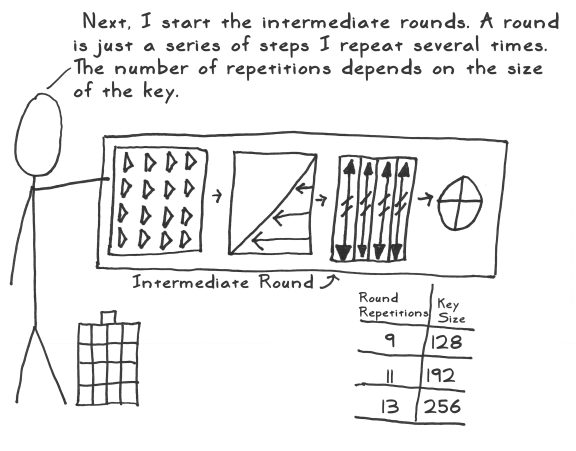 Next, I start the intermediate rounds. A round
is just a series of steps I repeat several times.
The number of repetitions depends on the size
of the key.
Intermediate Round
Round Repetitions Key Size
9 128
11 192
13 256